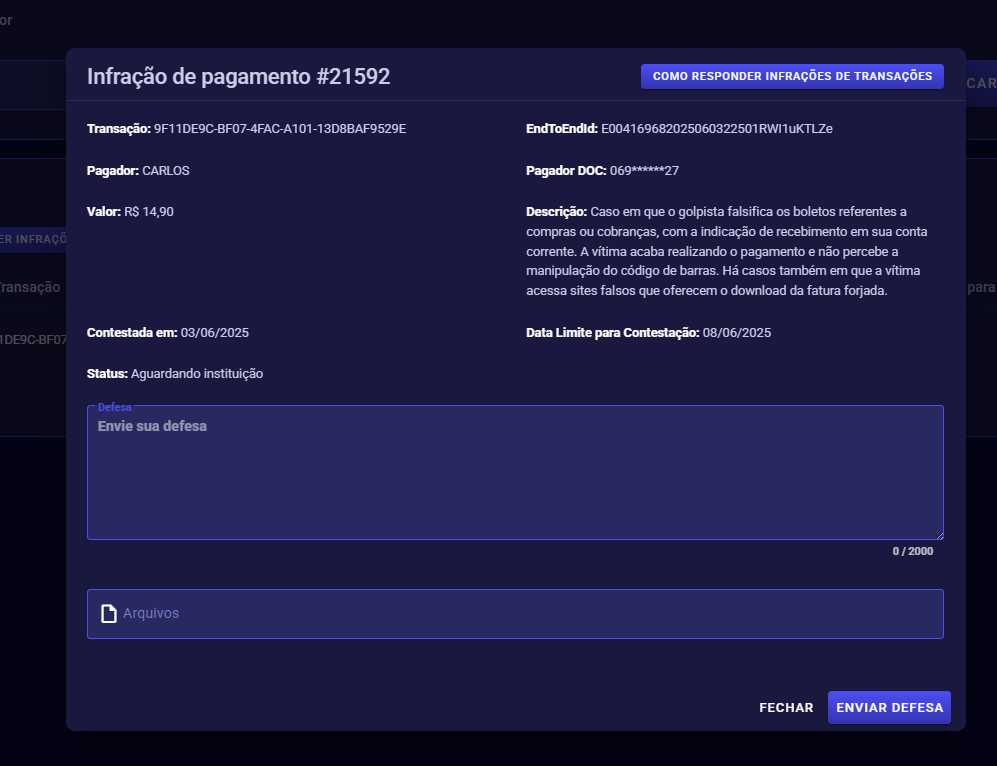 or
Infração de pagamento #21592
COMO RESPONDER INFRAÇÕES DE TRANSAÇÕES
CAR
Transação: 9F11DE9C-BF07-4FAC-A101-13D8BAF9529E
EndToEndId: E00416968202506032250​1RWI1uKTLZe
Pagador: CARLOS
Pagador DOC: 069******27
Valor: R$ 14,90
Descrição: Caso em que o golpista falsifica os boletos referentes a
compras ou cobranças, com a indicação de recebimento em sua conta
corrente. A vítima acaba realizando o pagamento e não percebe a
manipulação do código de barras. Há casos também em que a vítima
acessa sites falsos que oferecem o download da fatura forjada.
ER INFRAÇÕ
Transação
para
Contestada em: 03/06/2025
Data Limite para Contestação: 08/06/2025
1DE9C-BF07
Status: Aguardando instituição
Defesa
Envie sua defesa
0 / 2000
Arquivos
FECHAR
ENVIAR DEFESA